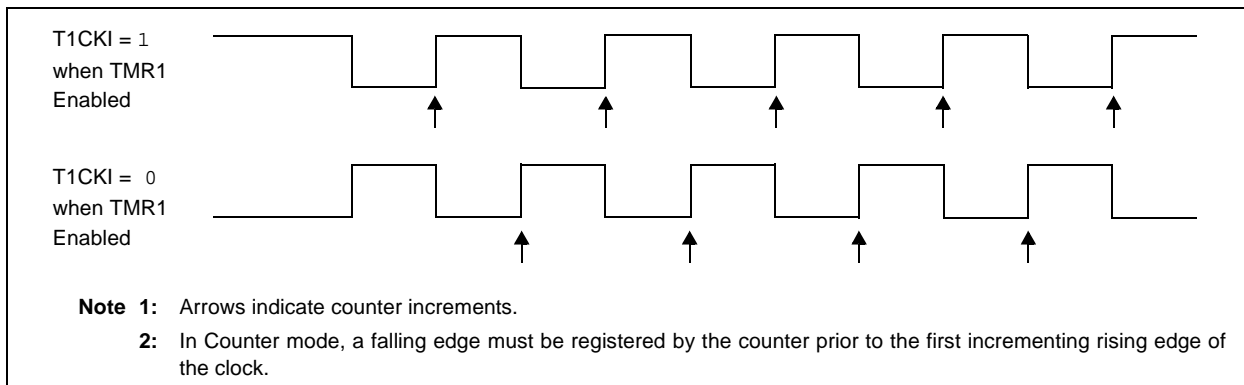 T1CKI = 1
when TMR1
Enabled
T1CKI = 0
when TMR1
Enabled
Note 1: Arrows indicate counter increments.
2: In Counter mode, a falling edge must be registered by the counter prior to the first incrementing rising edge of
the clock.